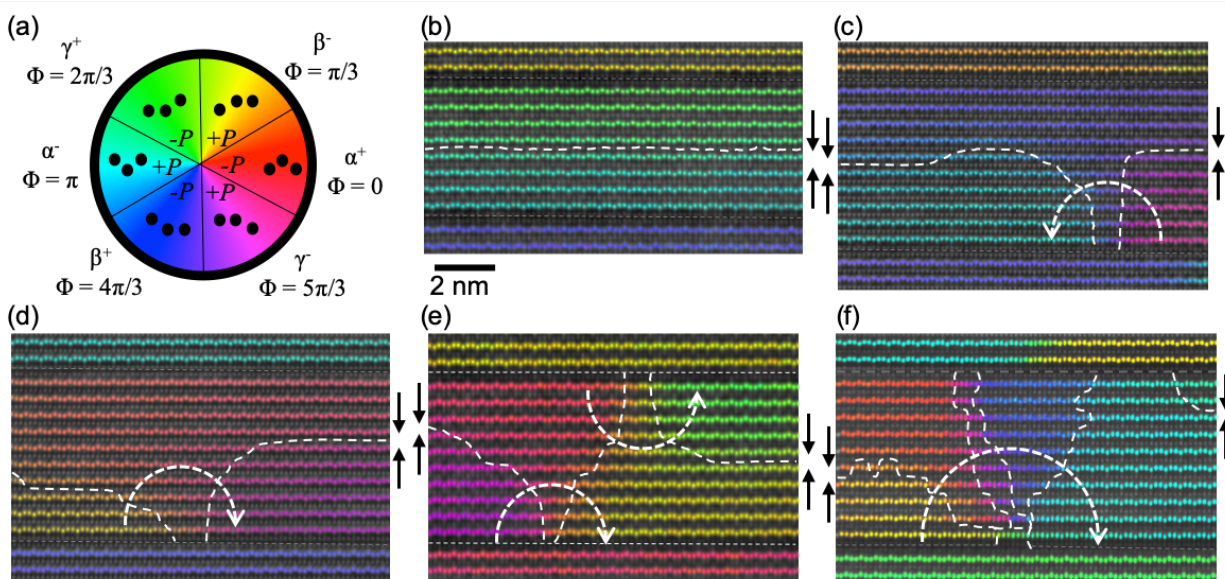 (a)
γ⁺
Φ = 2π/3
β⁻
Φ = π/3
-P +P
α⁻
Φ = π
+P -P
α⁺
Φ = 0
-P +P
β⁺
Φ = 4π/3
γ⁻
Φ = 5π/3
(b)
2 nm
(c)
(d)
(e)
(f)